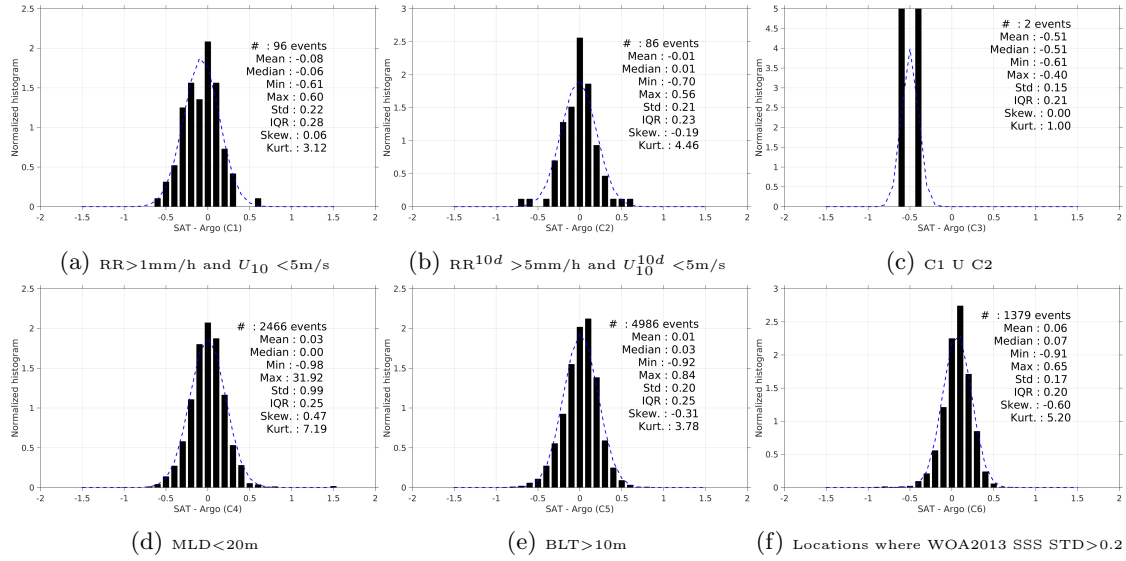 2.5
2
1.5
1
0.5
0
Normalized histogram
# : 96 events
Mean : -0.08
Median : -0.06
Min : -0.61
Max : 0.60
Std : 0.22
IQR : 0.28
Skew. : 0.06
Kurt. : 3.12
-2 -1.5 -1 -0.5 0 0.5 1 1.5 2
SAT - Argo (C1)
(a) RR>1mm/h and U10 <5m/s
3
2.5
2
1.5
1
0.5
0
Normalized histogram
# : 86 events
Mean : -0.01
Median : 0.01
Min : -0.70
Max : 0.56
Std : 0.21
IQR : 0.23
Skew. : -0.19
Kurt. : 4.46
-2 -1.5 -1 -0.5 0 0.5 1 1.5 2
SAT - Argo (C2)
(b) RR10d >5mm/h and U10d10 <5m/s
5
4.5
4
3.5
3
2.5
2
1.5
1
0.5
0
Normalized histogram
# : 2 events
Mean : -0.51
Median : -0.51
Min : -0.61
Max : -0.40
Std : 0.15
IQR : 0.21
Skew. : 0.00
Kurt. : 1.00
-2 -1.5 -1 -0.5 0 0.5 1 1.5 2
SAT - Argo (C3)
(c) C1 U C2
2.5
2
1.5
1
0.5
0
Normalized histogram
# : 2466 events
Mean : 0.03
Median : 0.00
Min : -0.98
Max : 31.92
Std : 0.99
IQR : 0.25
Skew. : 0.47
Kurt. : 7.19
-2 -1.5 -1 -0.5 0 0.5 1 1.5 2
SAT - Argo (C4)
(d) MLD<20m
2.5
2
1.5
1
0.5
0
Normalized histogram
# : 4986 events
Mean : 0.01
Median : 0.03
Min : -0.92
Max : 0.84
Std : 0.20
IQR : 0.25
Skew. : -0.31
Kurt. : 3.78
-2 -1.5 -1 -0.5 0 0.5 1 1.5 2
SAT - Argo (C5)
(e) BLT>10m
3
2.5
2
1.5
1
0.5
0
Normalized histogram
# : 1379 events
Mean : 0.06
Median : 0.07
Min : -0.91
Max : 0.65
Std : 0.17
IQR : 0.20
Skew. : -0.60
Kurt. : 5.20
-2 -1.5 -1 -0.5 0 0.5 1 1.5 2
SAT - Argo (C6)
(f) Locations where WOA2013 SSS STD>0.2